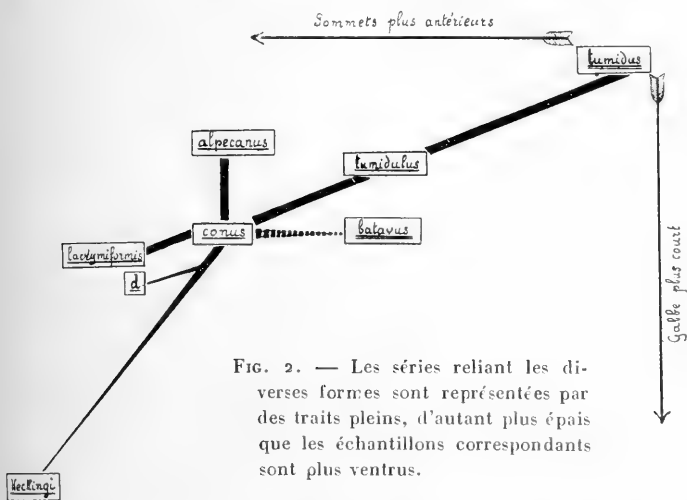 Sommets plus antérieurs
tumidus
alpecanus
tumidulus
conus
batavus
lacrymiformis
d
Galbe plus court
FIG. 2. — Les séries reliant les di-
verses formes sont représentées par
des traits pleins, d'autant plus épais
que les échantillons correspondants
sont plus ventrus.